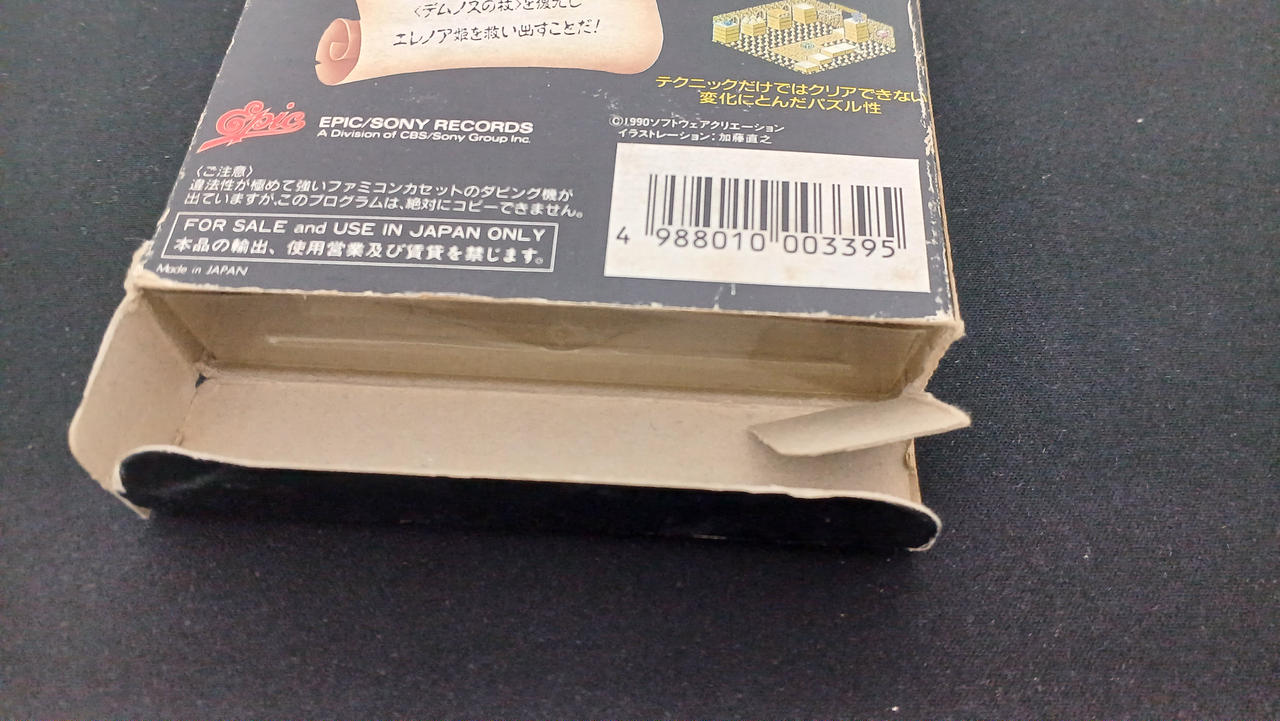 〈デムノスの杖〉を復元し
エレノア姫を救い出すことだ!
テクニックだけではクリアできない
変化にとんだパズル性
Epic
EPIC/SONY RECORDS
A Division of CBS/Sony Group Inc.
©1990ソフトウェアクリエーション
イラストレーション:加藤直之
〈ご注意〉
違法性が極めて強いファミコンカセットのダビング機が
出ていますが、このプログラムは、絶対にコピーできません。
FOR SALE and USE IN JAPAN ONLY
本品の輸出、使用営業及び賃貸を禁じます。
Made in JAPAN
4 988010 003395